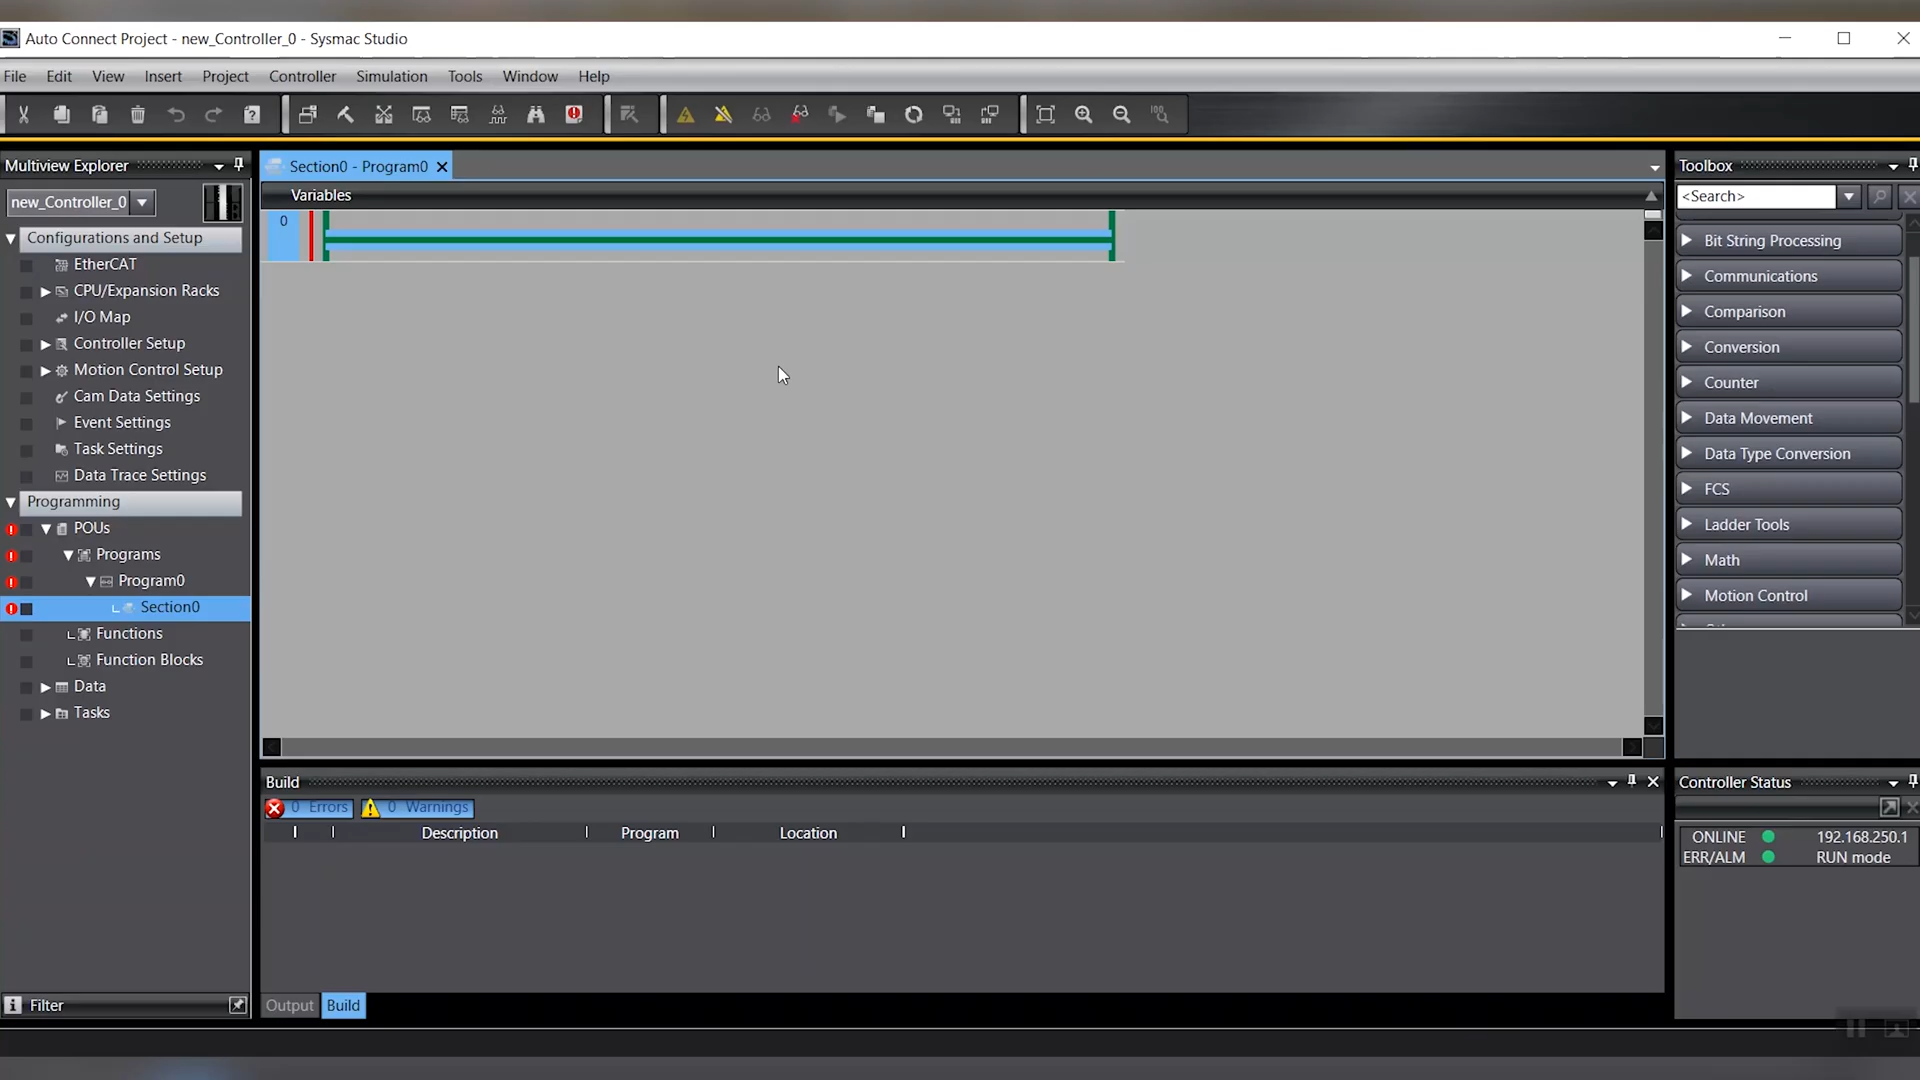 Auto Connect Project - new_Controller_0 - Sysmac Studio
File Edit View Insert Project Controller Simulation Tools Window Help
Multiview Explorer
new_Controller_0
Configurations and Setup
EtherCAT
CPU/Expansion Racks
I/O Map
Controller Setup
Motion Control Setup
Cam Data Settings
Event Settings
Task Settings
Data Trace Settings
Programming
POUs
Programs
Program0
Section0
Functions
Function Blocks
Data
Tasks
Filter
Section0 - Program0
Variables
0
Build
0 Errors 0 Warnings
Description Program Location
Output Build
Toolbox
<Search>
Bit String Processing
Communications
Comparison
Conversion
Counter
Data Movement
Data Type Conversion
FCS
Ladder Tools
Math
Motion Control
Controller Status
ONLINE 192.168.250.1
ERR/ALM RUN mode